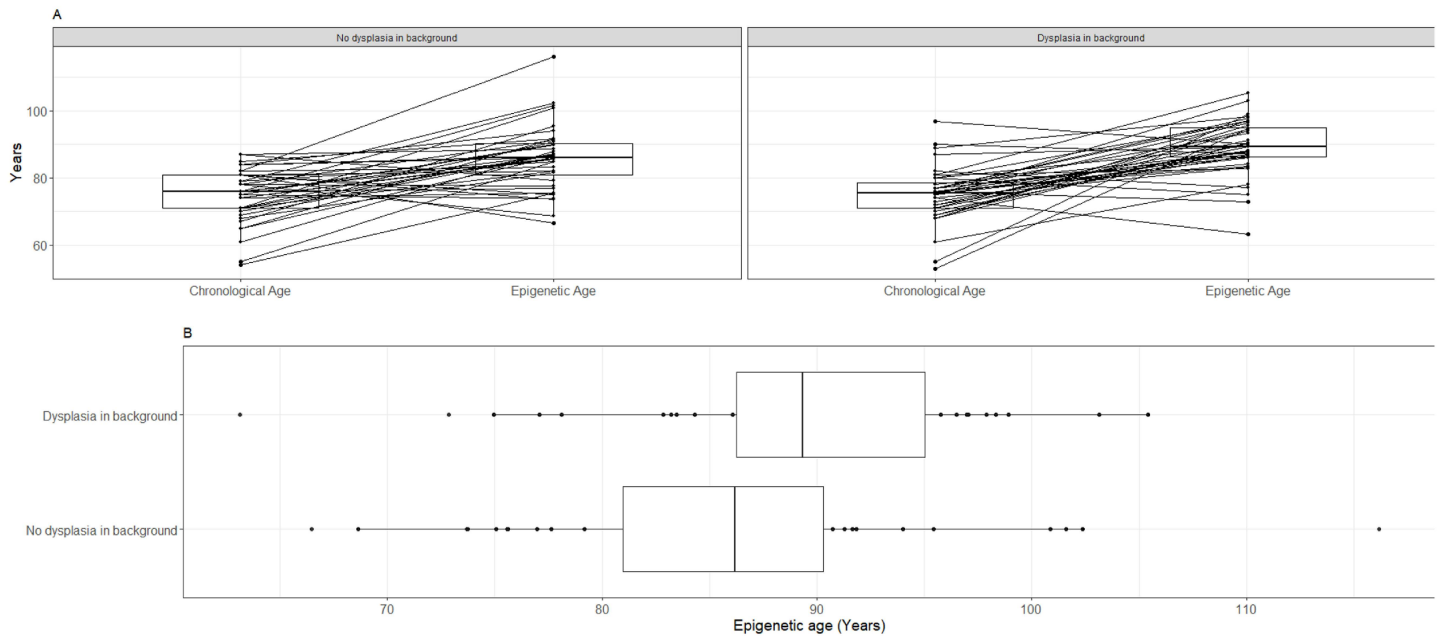 A
No dysplasia in background
Dysplasia in background
Years
100
80
60
Chronological Age
Epigenetic Age
Chronological Age
Epigenetic Age
B
Dysplasia in background
No dysplasia in background
70
80
90
100
110
Epigenetic age (Years)